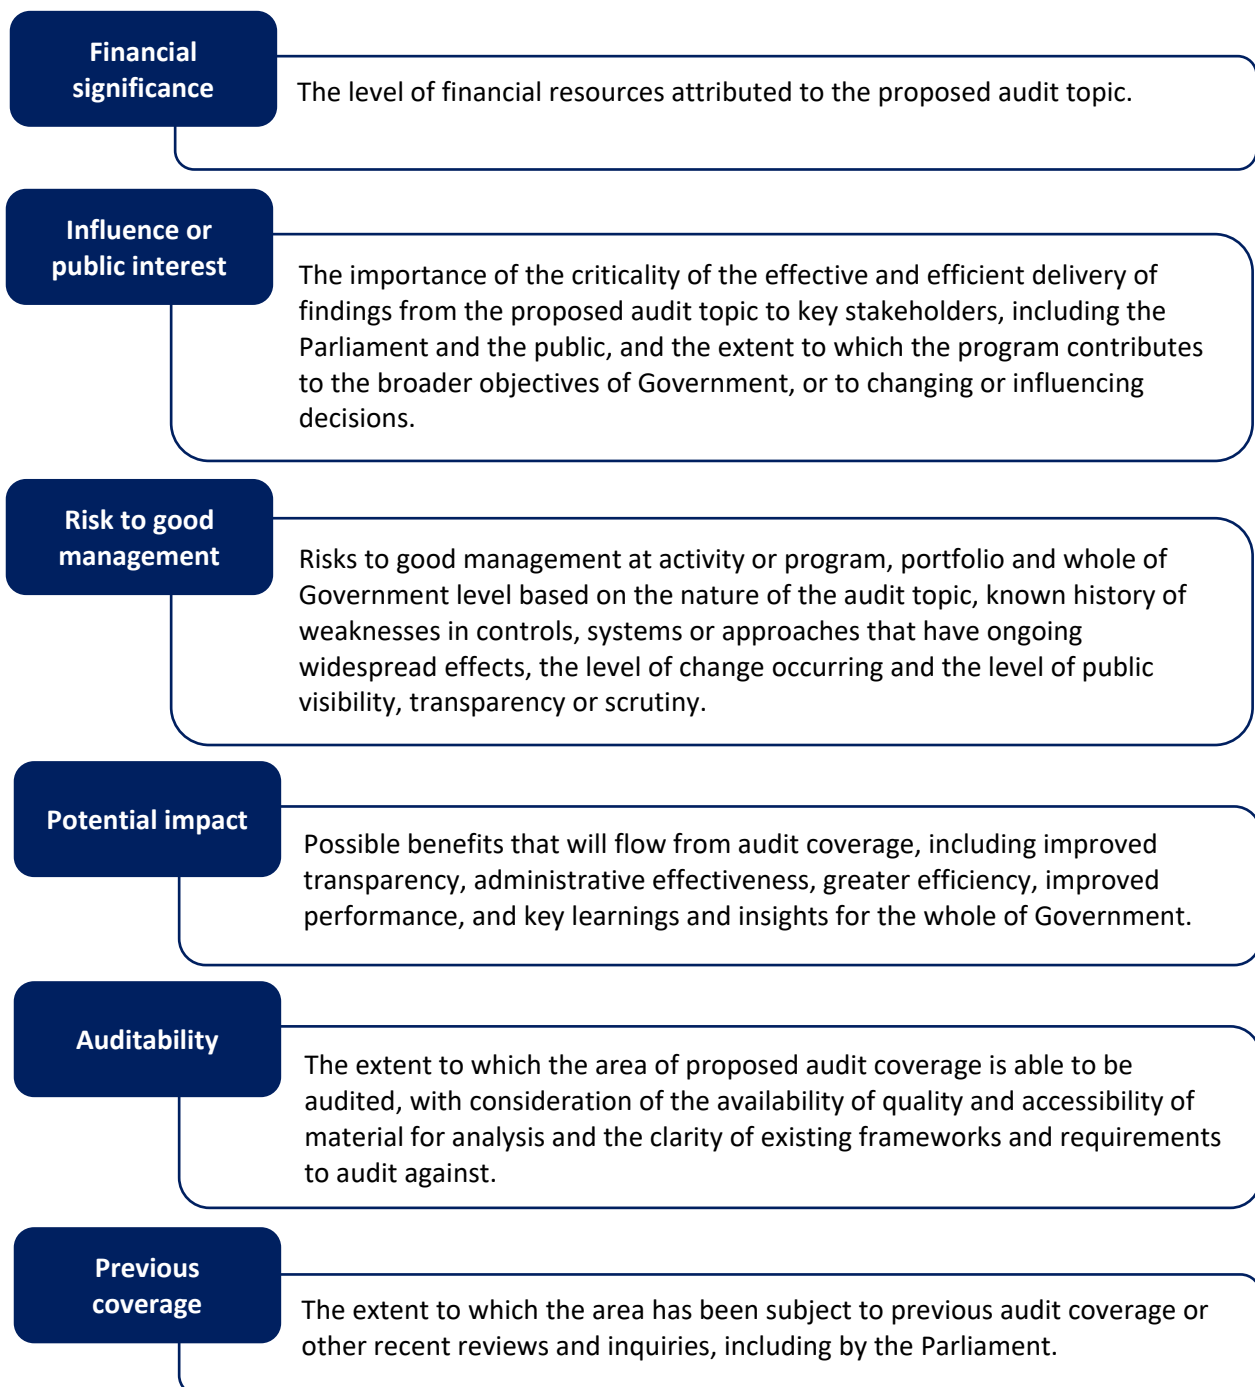 Financial
significance
The level of financial resources attributed to the proposed audit topic.
Influence or
public interest
The importance of the criticality of the effective and efficient delivery of
findings from the proposed audit topic to key stakeholders, including the
Parliament and the public, and the extent to which the program contributes
to the broader objectives of Government, or to changing or influencing
decisions.
Risk to good
management
Risks to good management at activity or program, portfolio and whole of
Government level based on the nature of the audit topic, known history of
weaknesses in controls, systems or approaches that have ongoing
widespread effects, the level of change occurring and the level of public
visibility, transparency or scrutiny.
Potential impact
Possible benefits that will flow from audit coverage, including improved
transparency, administrative effectiveness, greater efficiency, improved
performance, and key learnings and insights for the whole of Government.
Auditability
The extent to which the area of proposed audit coverage is able to be
audited, with consideration of the availability of quality and accessibility of
material for analysis and the clarity of existing frameworks and requirements
to audit against.
Previous
coverage
The extent to which the area has been subject to previous audit coverage or
other recent reviews and inquiries, including by the Parliament.